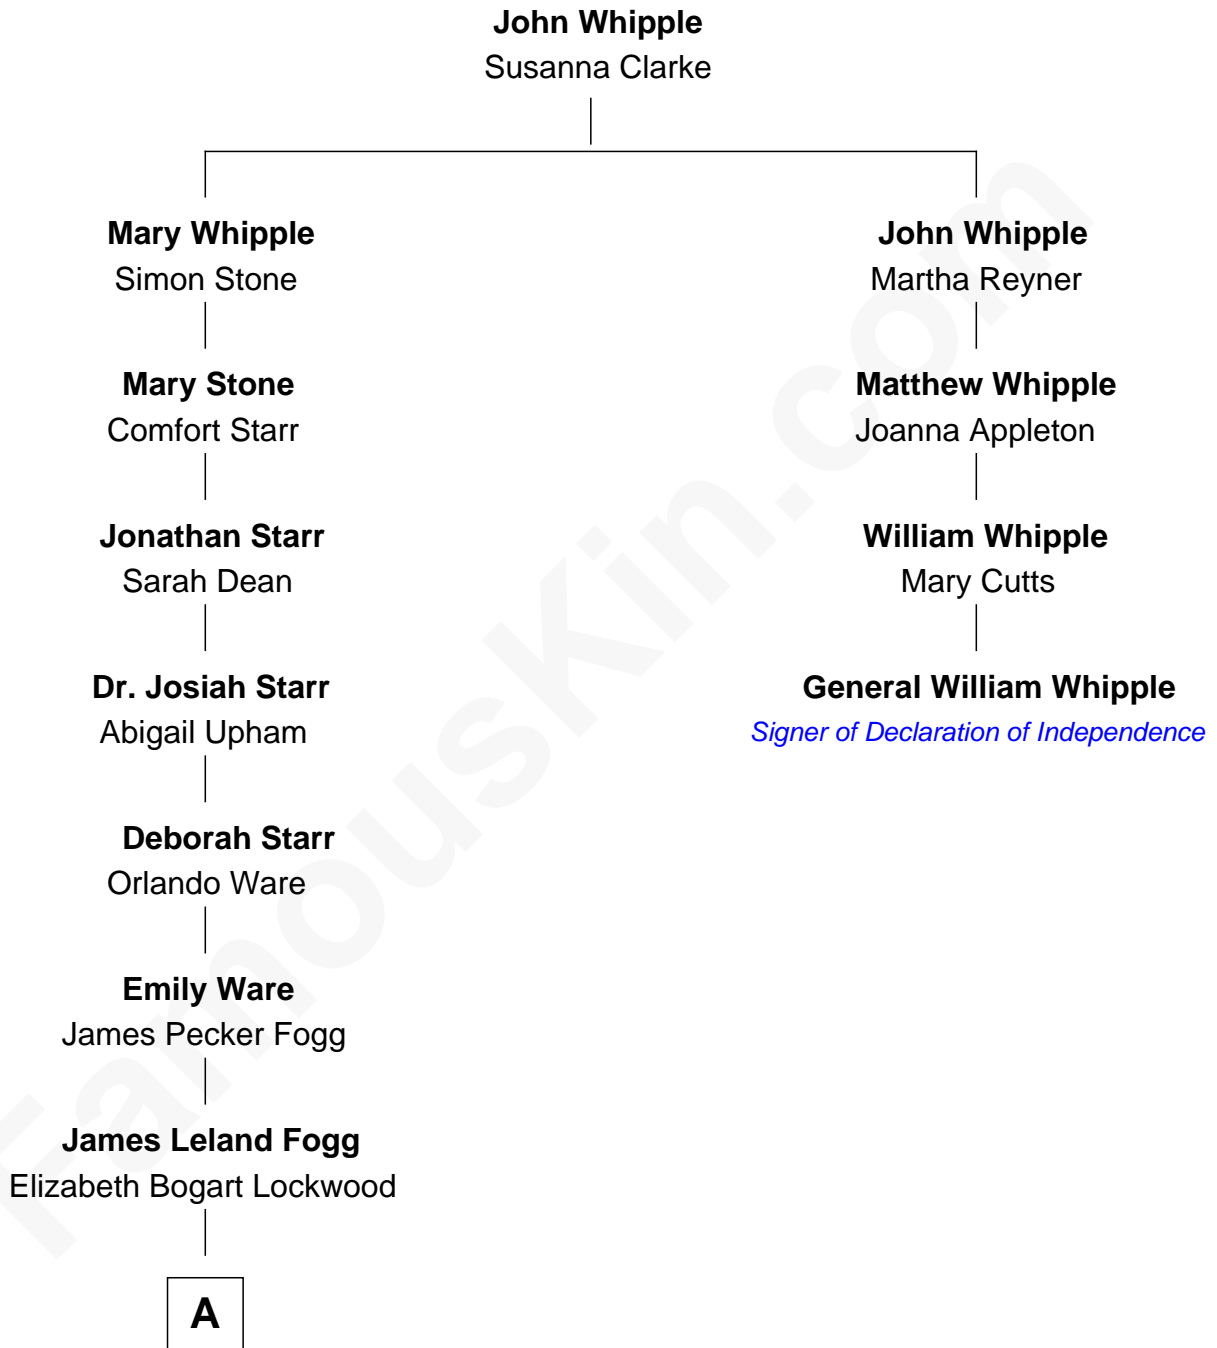 John Whipple
Susanna Clarke
Mary Whipple
Simon Stone
John Whipple
Martha Reyner
Mary Stone
Comfort Starr
Matthew Whipple
Joanna Appleton
Jonathan Starr
Sarah Dean
William Whipple
Mary Cutts
Dr. Josiah Starr
Abigail Upham
General William Whipple
Signer of Declaration of Independence
Deborah Starr
Orlando Ware
Emily Ware
James Pecker Fogg
James Leland Fogg
Elizabeth Bogart Lockwood
A
FamousKin.com